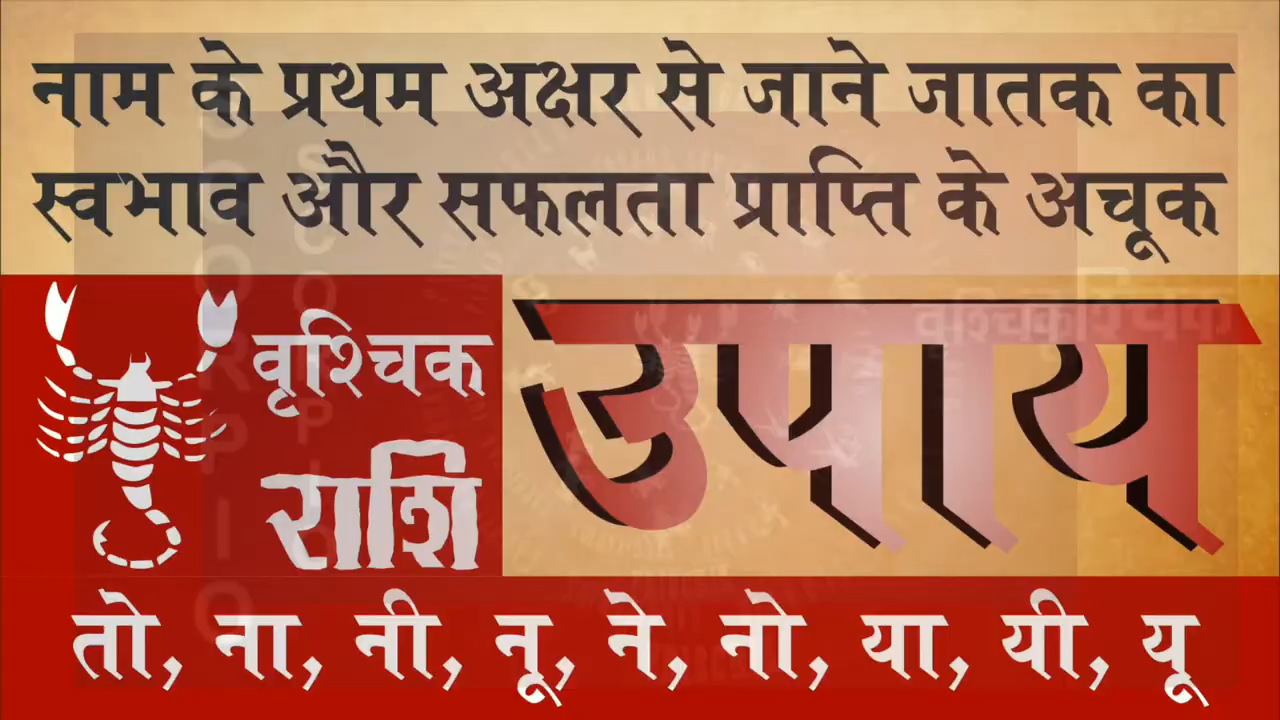 नाम के प्रथम अक्षर से जाने जातक का
स्वभाव और सफलता प्राप्ति के अचूक
वृश्चिक
राशि
उपाय
तो, ना, नी, नू, ने, नो, या, यी, यू